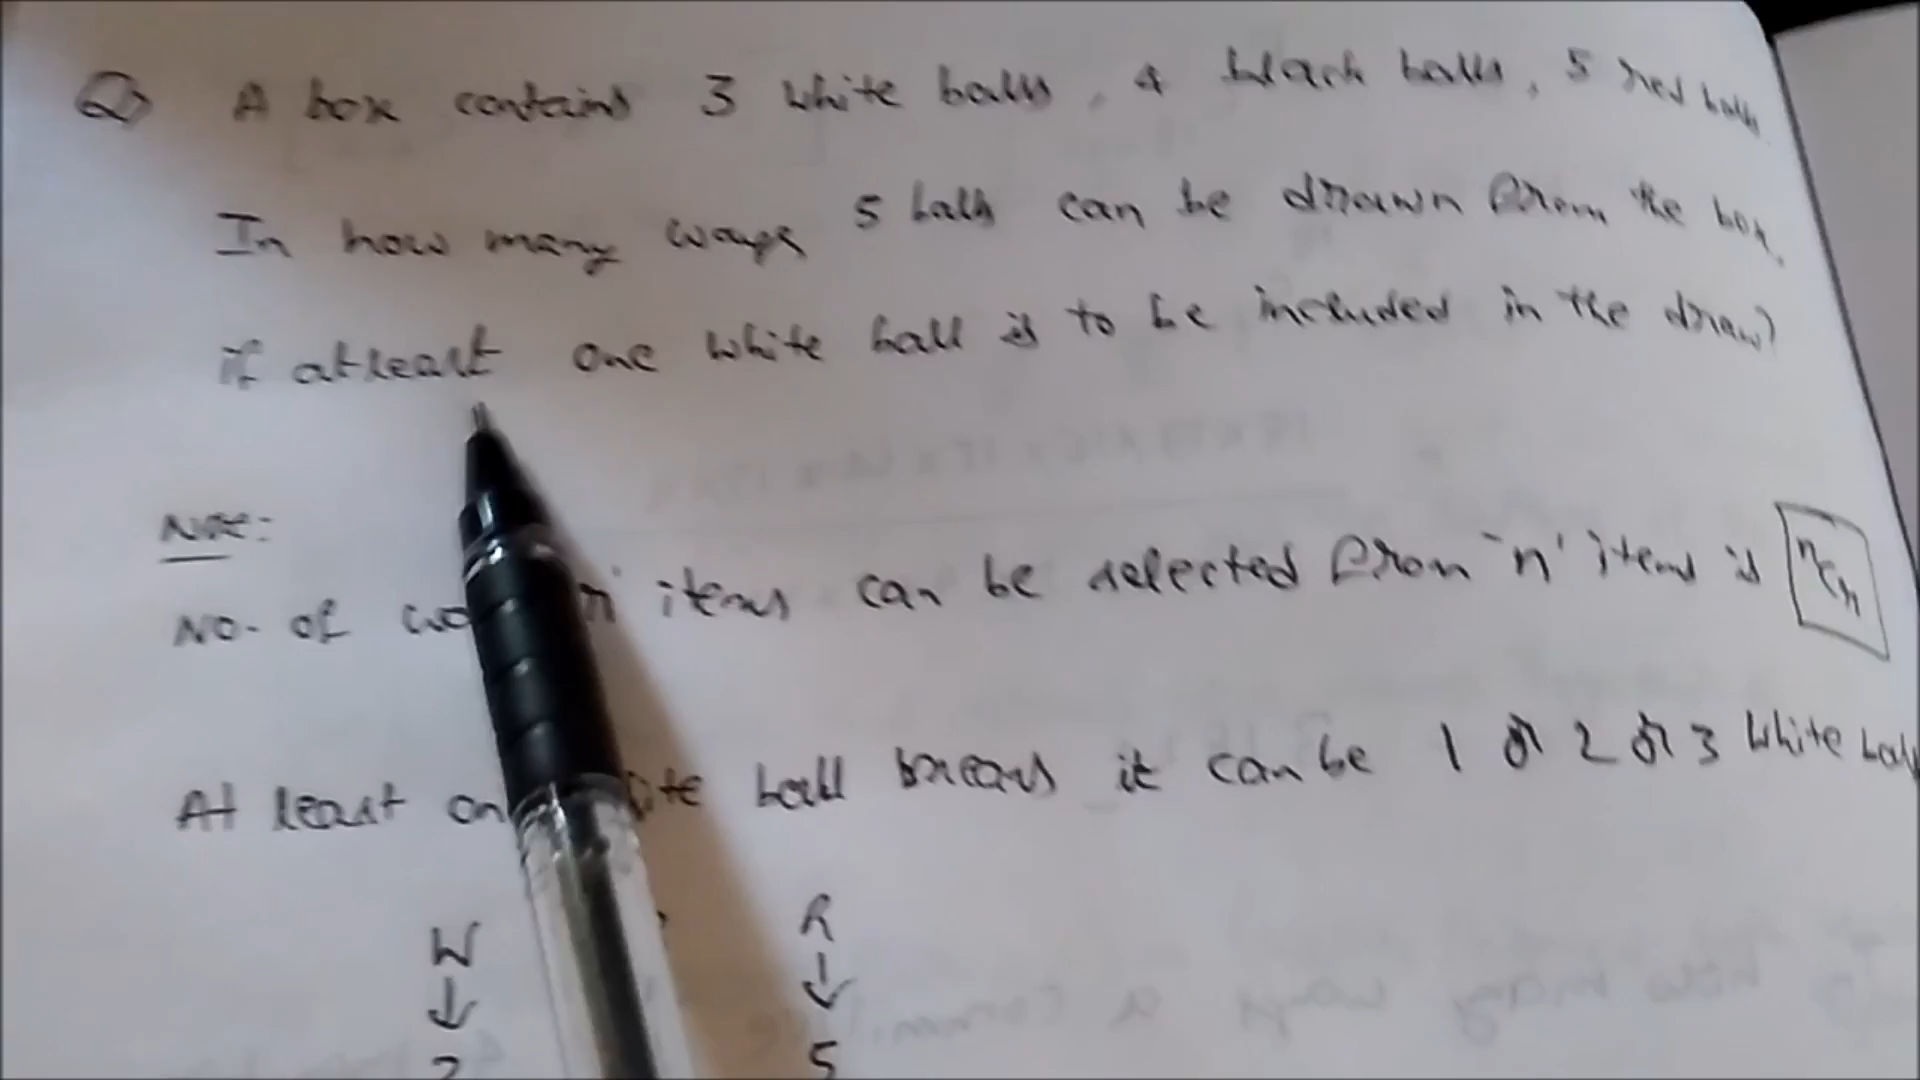 Q) A box contains 3 white balls, 4 black balls, 5 red balls.
In how many ways 5 balls can be drawn from the box,
if atleast one white ball is to be included in the draw?
Note:
No. of items can be selected from 'n' items is nCr
At least ball means it can be 1 or 2 or 3 white balls
W R
↓ ↓
5